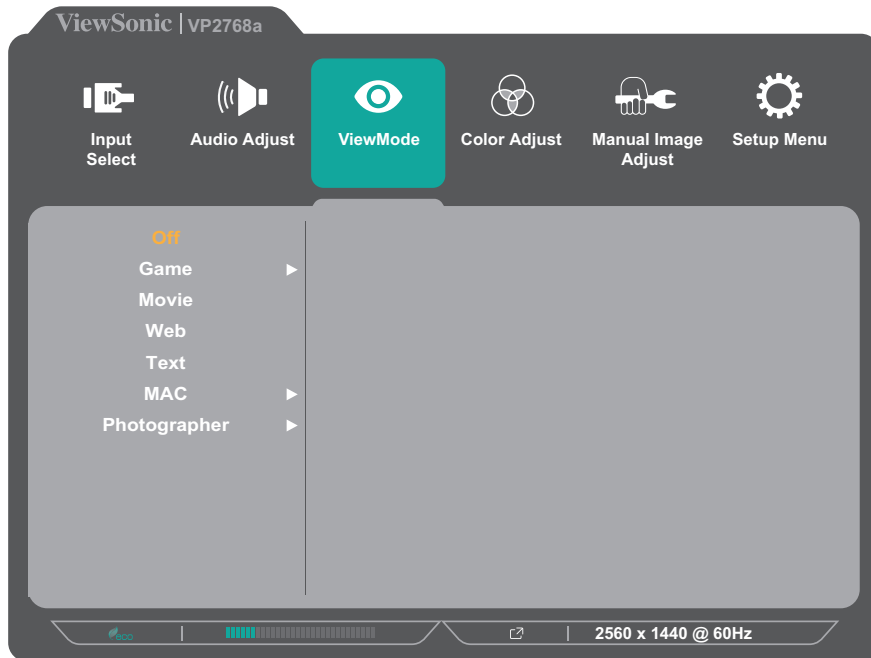 ViewSonic | VP2768a
Input Select
Audio Adjust
ViewMode
Color Adjust
Manual Image Adjust
Setup Menu
Off
Game
Movie
Web
Text
MAC
Photographer
eco
2560 x 1440 @ 60Hz